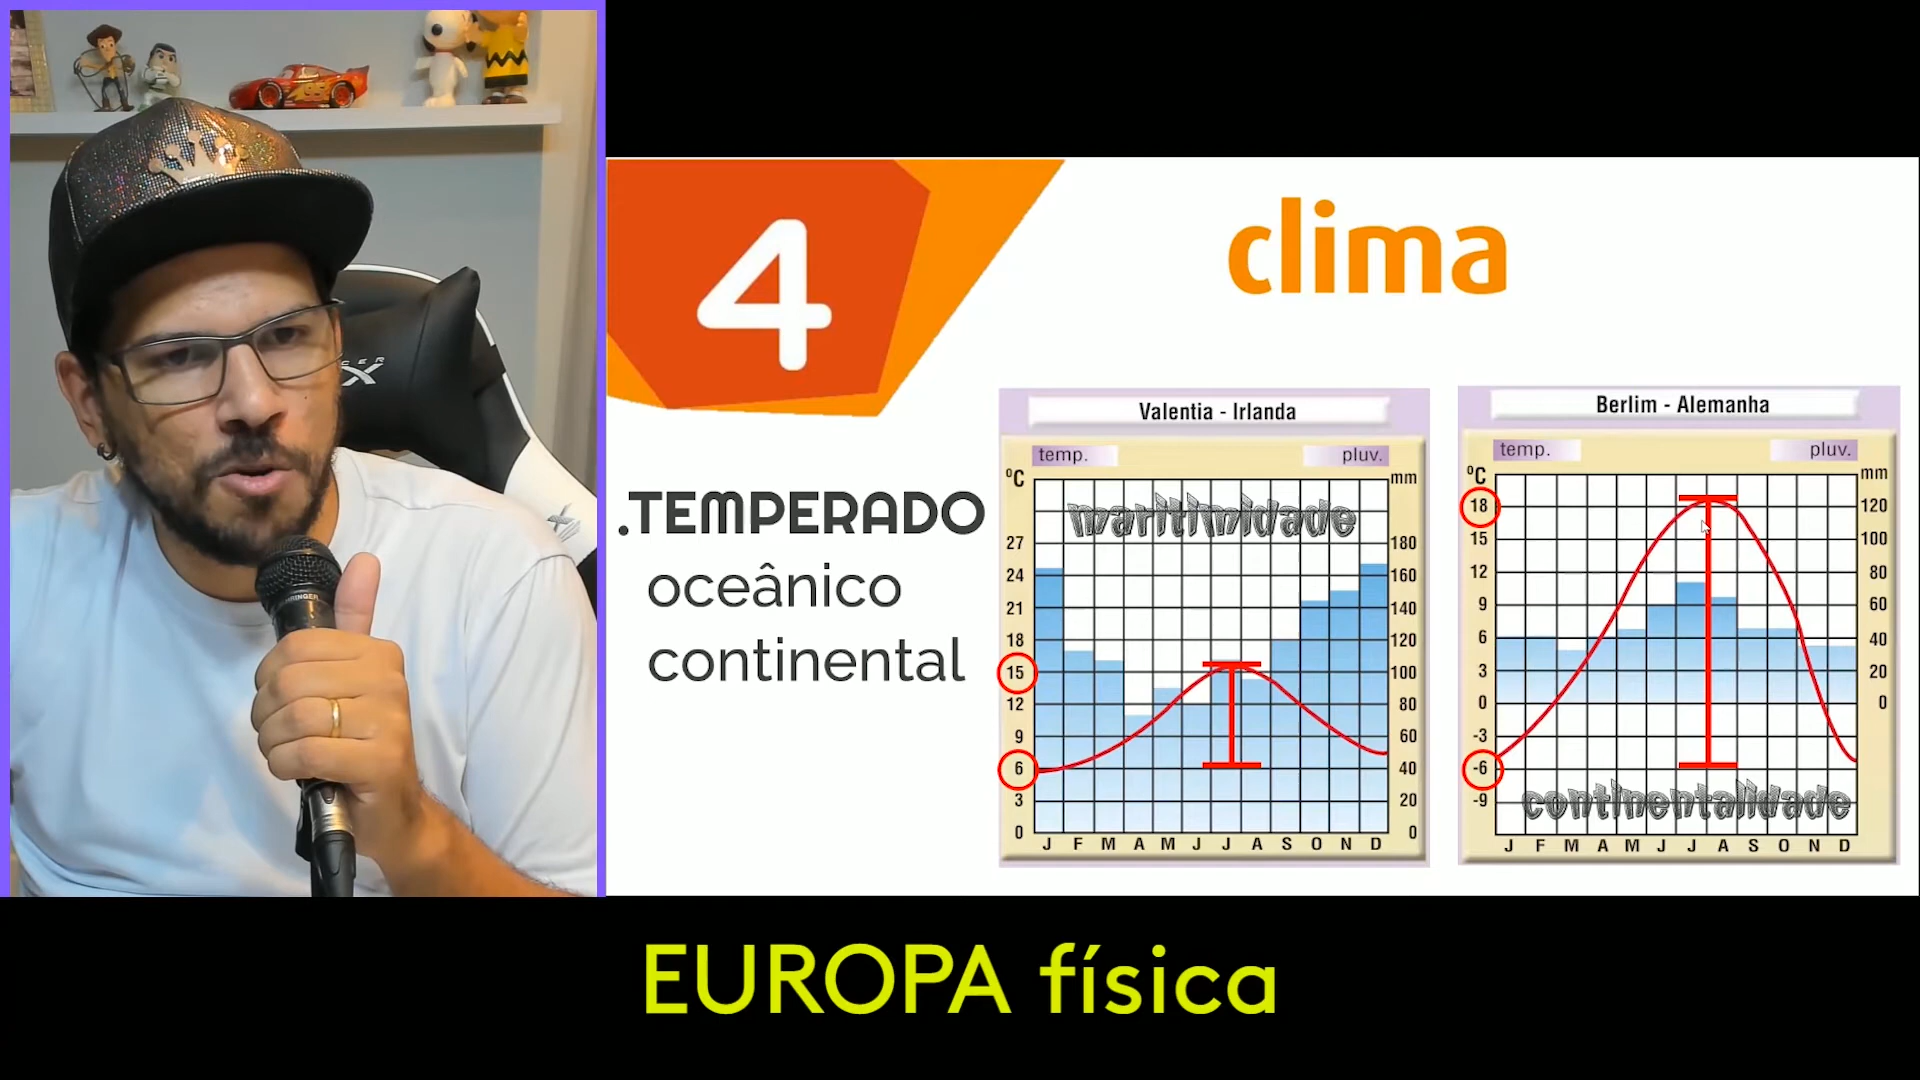 4
clima
.TEMPERADO
oceânico
continental
Valentia - Irlanda
temp.
pluv.
ºC
mm
maritimidade
27
24
21
18
15
12
9
6
3
0
180
160
140
120
100
80
60
40
20
0
J F M A M J J A S O N D
Berlim - Alemanha
temp.
pluv.
ºC
mm
18
15
12
9
6
3
0
-3
-6
-9
120
100
80
60
40
20
0
continentalidade
J F M A M J J A S O N D
EUROPA física